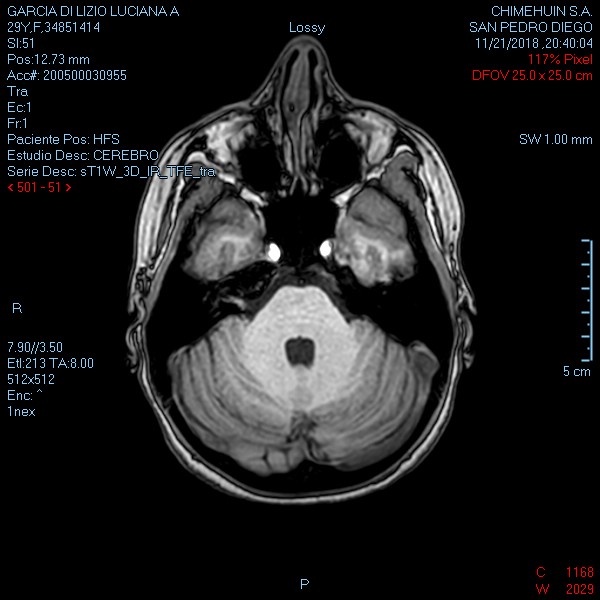 GARCIA DI LIZIO LUCIANA A
29Y,F,34851414
Sl:51
Pos:12.73 mm
Acc#: 200500030955
Tra
Ec:1
Fr:1
Paciente Pos: HFS
Estudio Desc: CEREBRO
Serie Desc: sT1W_3D_IR_TFE_tra
< 501 - 51 >
Lossy
CHIMEHUIN S.A.
SAN PEDRO DIEGO
11/21/2018 ,20:40:04
117% Pixel
DFOV 25.0 x 25.0 cm
SW 1.00 mm
R
7.90//3.50
Etl:213 TA:8.00
512x512
Enc: ^
1nex
5 cm
P
C 1168
W 2029